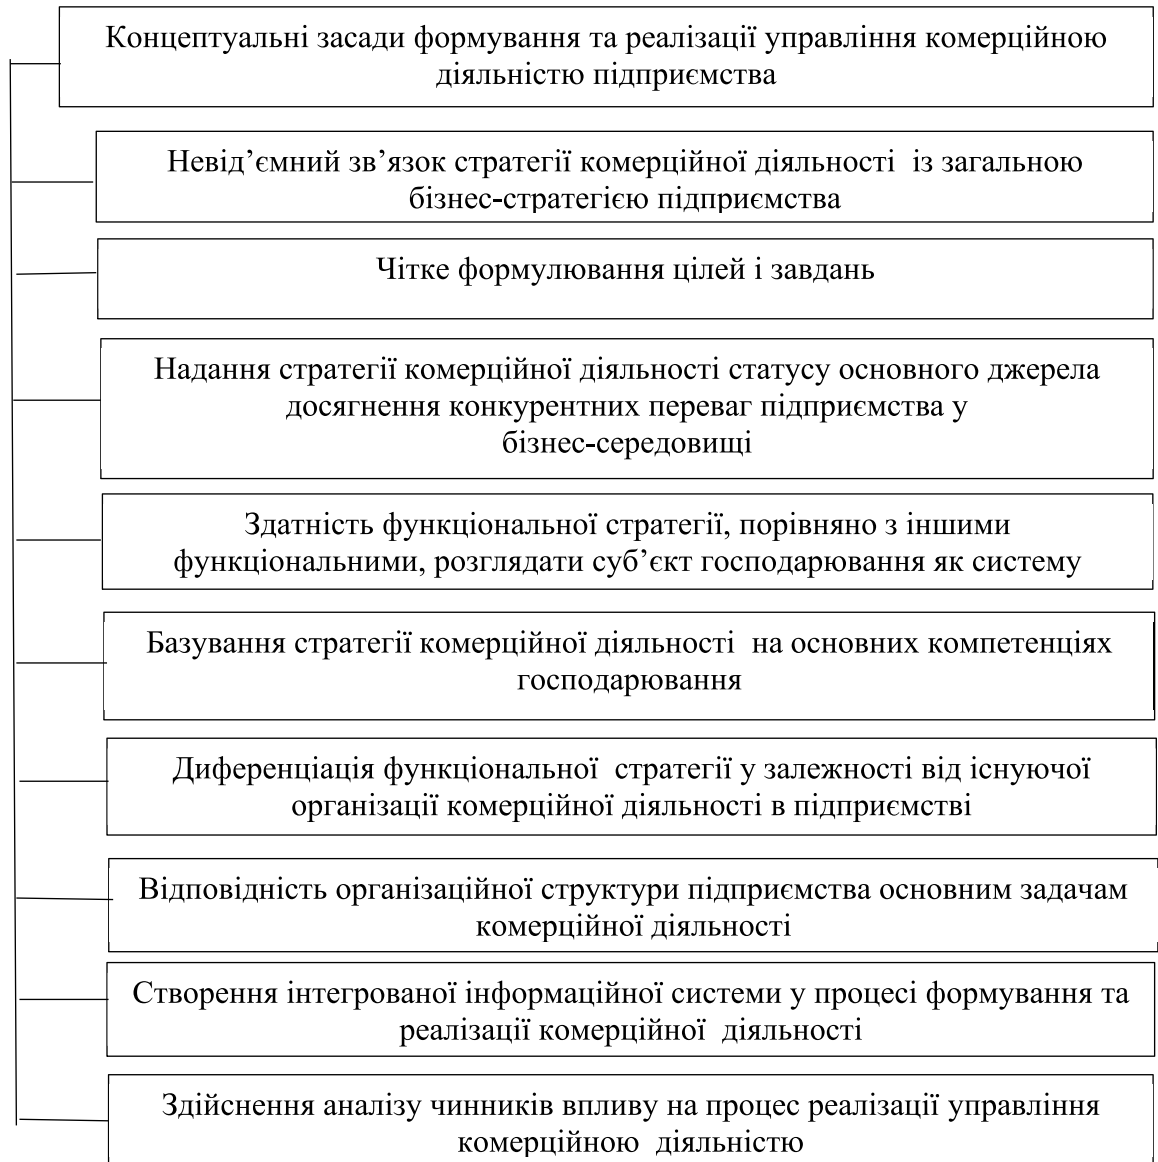 Концептуальні засади формування та реалізації управління комерційною
діяльністю підприємства
Невід’ємний зв’язок стратегії комерційної діяльності із загальною
бізнес-стратегією підприємства
Чітке формулювання цілей і завдань
Надання стратегії комерційної діяльності статусу основного джерела
досягнення конкурентних переваг підприємства у
бізнес-середовищі
Здатність функціональної стратегії, порівняно з іншими
функціональними, розглядати суб’єкт господарювання як систему
Базування стратегії комерційної діяльності на основних компетенціях
господарювання
Диференціація функціональної стратегії у залежності від існуючої
організації комерційної діяльності в підприємстві
Відповідність організаційної структури підприємства основним задачам
комерційної діяльності
Створення інтегрованої інформаційної системи у процесі формування та
реалізації комерційної діяльності
Здійснення аналізу чинників впливу на процес реалізації управління
комерційною діяльністю